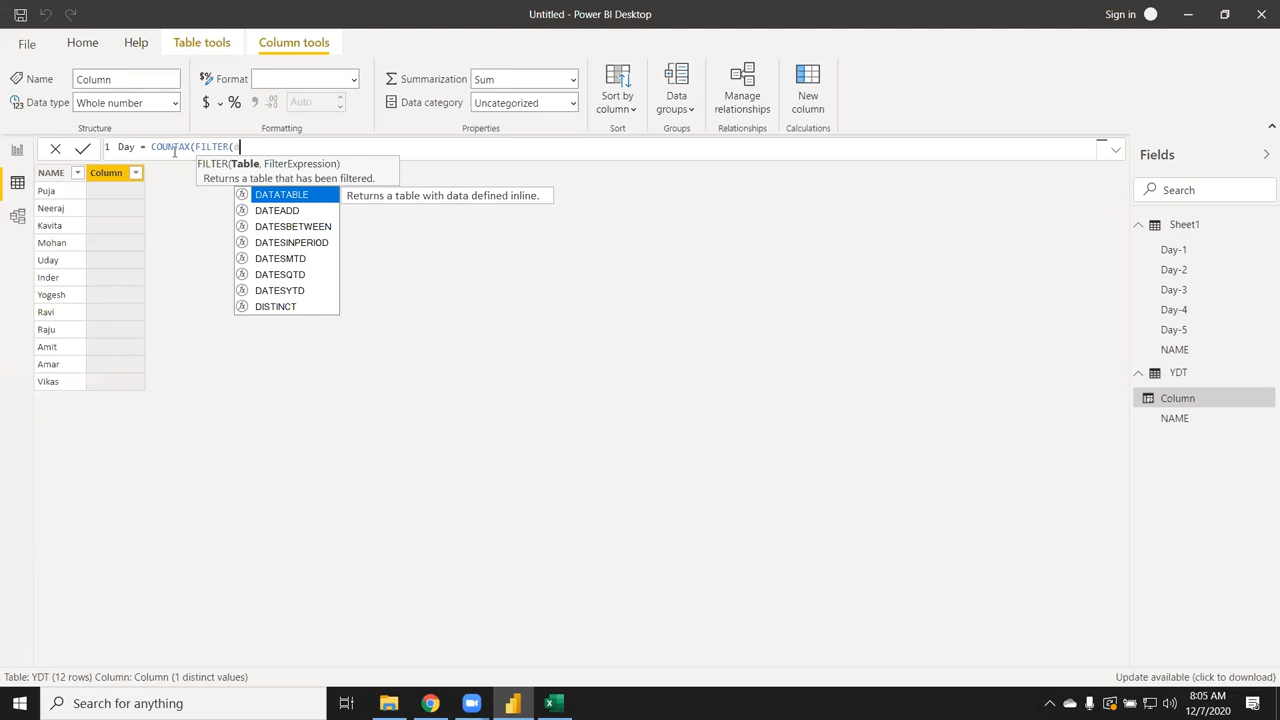 Untitled - Power BI Desktop
Sign in
File
Home
Help
Table tools
Column tools
Name
Column
Format
Summarization
Sum
Data type
Whole number
$ %
Auto
Data category
Uncategorized
Sort by
column
Data
groups
Manage
relationships
New
column
Structure
Formatting
Properties
Sort
Groups
Relationships
Calculations
1 Day = COUNTAX(FILTER(d
FILTER(Table, FilterExpression)
Returns a table that has been filtered.
DATATABLE
Returns a table with data defined inline.
DATEADD
DATESBETWEEN
DATESINPERIOD
DATESMTD
DATESQTD
DATESYTD
DISTINCT
NAME
Column
Puja
Neeraj
Kavita
Mohan
Uday
Inder
Yogesh
Ravi
Raju
Amit
Amar
Vikas
Fields
Search
Sheet1
Day-1
Day-2
Day-3
Day-4
Day-5
NAME
YDT
Column
NAME
Table: YDT (12 rows) Column: Column (1 distinct values)
Update available (click to download)
Search for anything
8:05 AM
12/7/2020